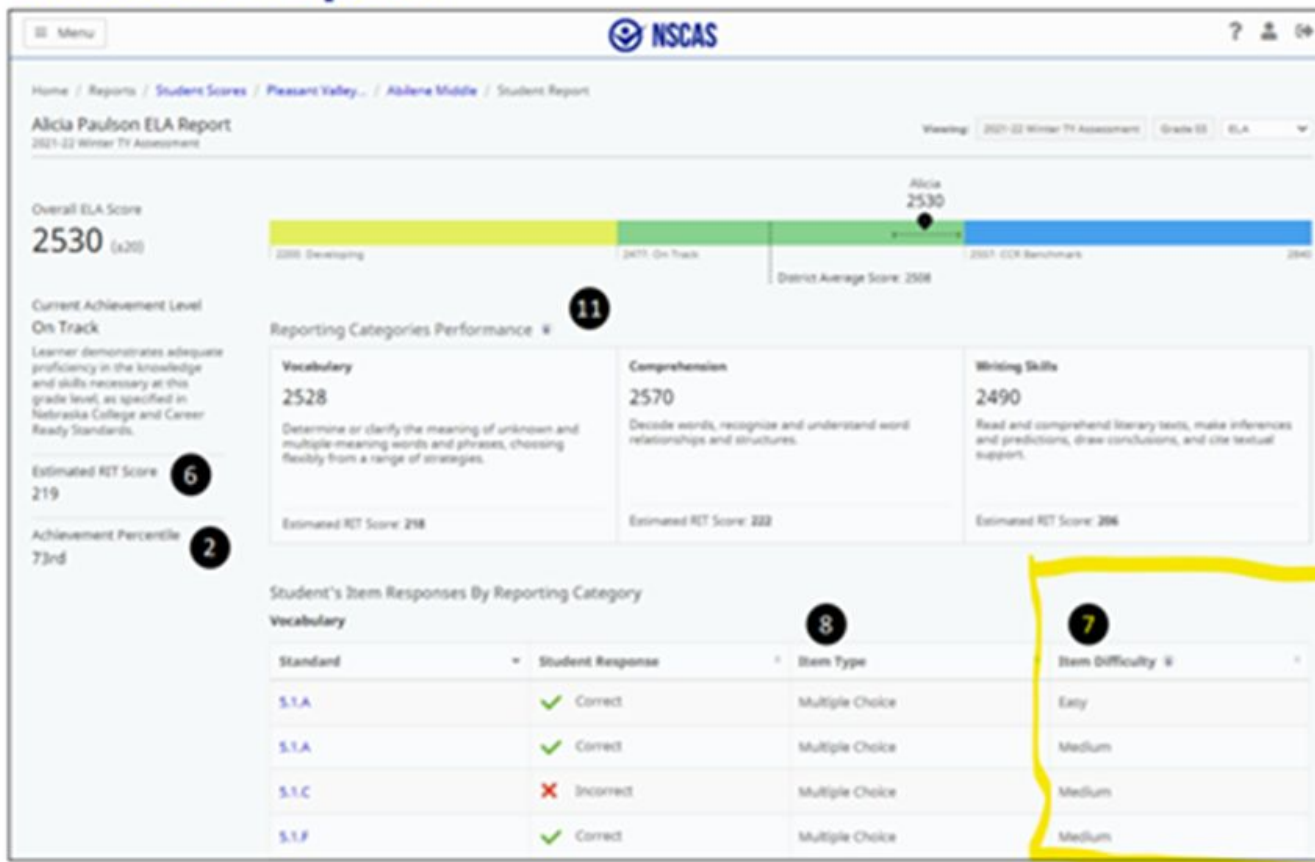 Menu
NSCAS
?
Home / Reports / Student Scores / Pleasant Valley... / Abilene Middle / Student Report
Alicia Paulson ELA Report
2021-22 Winter TY Assessment
Viewing: 2021-22 Winter TY Assessment ELA
Alicia
2530
Overall ELA Score
2530 (±20)
2200: Developing
2477: On Track
2557: CCR Benchmark
2840
District Average Score: 2508
Current Achievement Level
On Track
Learner demonstrates adequate
proficiency in the knowledge
and skills necessary at this
grade level, as specified in
Nebraska College and Career
Ready Standards.
Estimated RIT Score
6
219
Achievement Percentile
2
73rd
11
Reporting Categories Performance
Vocabulary
2528
Determine or clarify the meaning of unknown and
multiple-meaning words and phrases, choosing
flexibly from a range of strategies.
Estimated RIT Score: 218
Comprehension
2570
Decode words, recognize and understand word
relationships and structures.
Estimated RIT Score: 222
Writing Skills
2490
Read and comprehend literary texts, make inferences
and predictions, draw conclusions, and cite textual
support.
Estimated RIT Score: 206
Student's Item Responses By Reporting Category
Vocabulary
8
7
Standard Student Response Item Type Item Difficulty
5.1.A Correct Multiple Choice Easy
5.1.A Correct Multiple Choice Medium
5.1.C Incorrect Multiple Choice Medium
5.1.F Correct Multiple Choice Medium